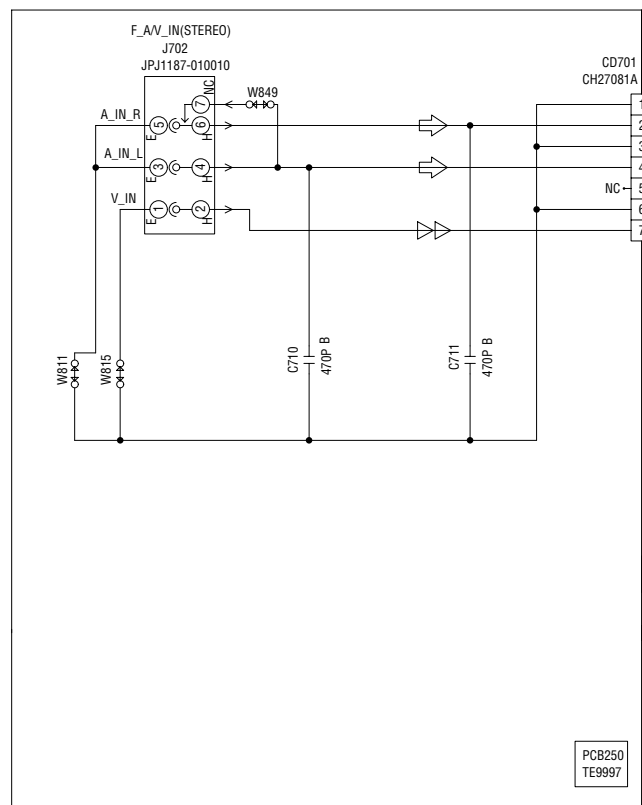 F_A/V_IN(STEREO)
J702
JPJ1187-010010
CD701
CH27081A
NC
7
W849
A_IN_R
5
6
E
H
A_IN_L
3
4
E
H
V_IN
1
2
E
H
1
2
3
4
NC
5
6
7
W811
W815
C710
470P B
C711
470P B
PCB250
TE9997